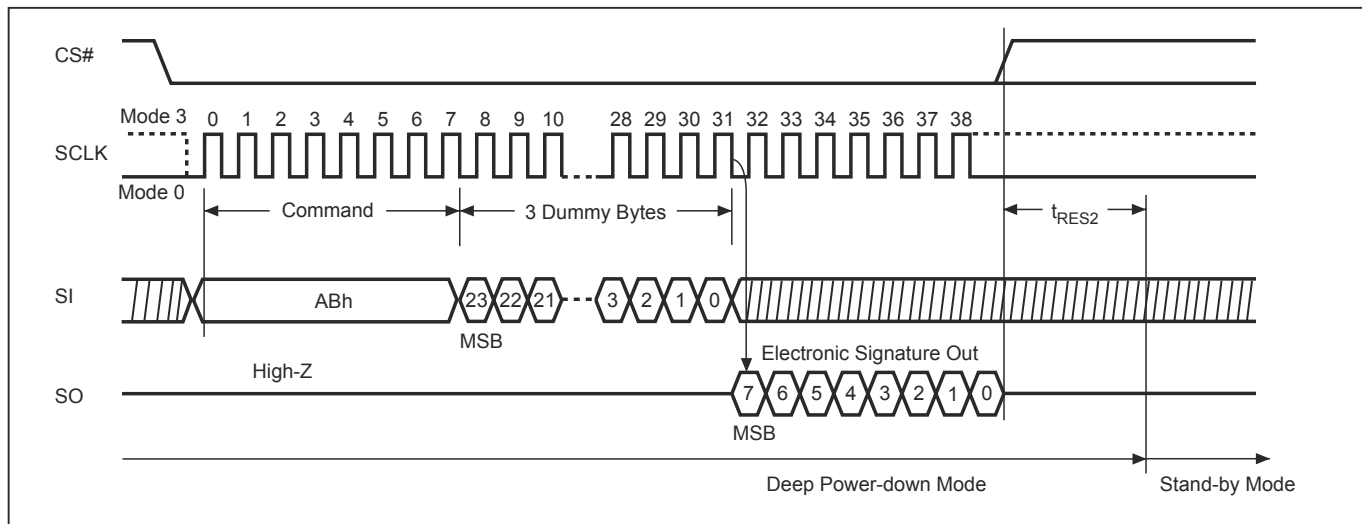 CS#
Mode 3 0 1 2 3 4 5 6 7 8 9 10 28 29 30 31 32 33 34 35 36 37 38
SCLK
Mode 0
Command 3 Dummy Bytes tRES2
SI ABh 23 22 21 3 2 1 0
MSB
High-Z Electronic Signature Out
SO 7 6 5 4 3 2 1 0
MSB
Deep Power-down Mode Stand-by Mode